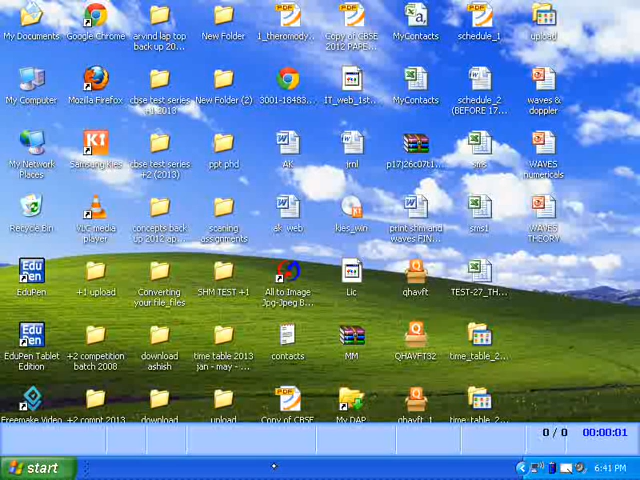 My Documents
Google Chrome
arvind lap top
back up 20...
New Folder
1_theromody...
Copy of CBSE
2012 PAPE...
MyContacts
schedule_1
upload
My Computer
Mozilla Firefox
cbse test series
+1 2013
New Folder (2)
3001-18483...
IT_web_1st...
MyContacts
schedule_2
(BEFORE 17...
waves &
doppler
My Network
Places
Samsung Kies
cbse test series
+2 (2013)
ppt phd
AK
jrnl
p17)26c07t1...
sms
WAVES
numericals
Recycle Bin
VLC media
player
concepts back
up 2012 ap...
scaning
assignments
ak_web
kies_win
print shm and
waves FIN...
sms1
WAVES
THEORY
EduPen
+1 upload
Converting
your file_files
SHM TEST +1
All to Image
Jpg-Jpeg B...
Lic
qhavft
TEST-27_TH...
EduPen Tablet
Edition
+2 competition
batch 2008
download
ashish
time table 2013
jan - may - ...
contacts
MM
QHAVFT32
time_table_2...
Freemake Video
+2 compt 2013
download
upload
Copy of CBSE
My DAP
qhavft_1
time_table_2...
0 / 0
00:00:01
start
6:41 PM